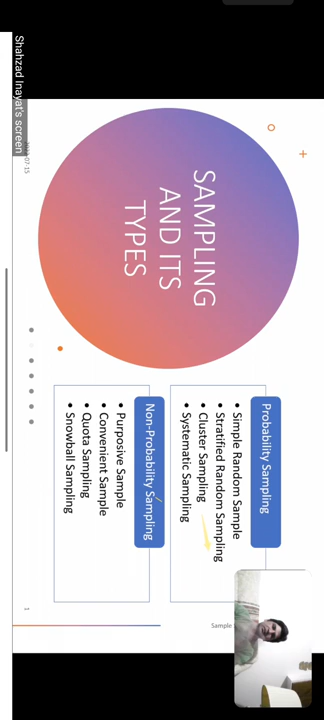 Shahzad Inayat's screen
SAMPLING
AND ITS
TYPES
Probability Sampling
• Simple Random Sample
• Stratified Random Sampling
• Cluster Sampling
• Systematic Sampling
Non-Probability Sampling
• Purposive Sample
• Convenient Sample
• Quota Sampling
• Snowball Sampling
Sample